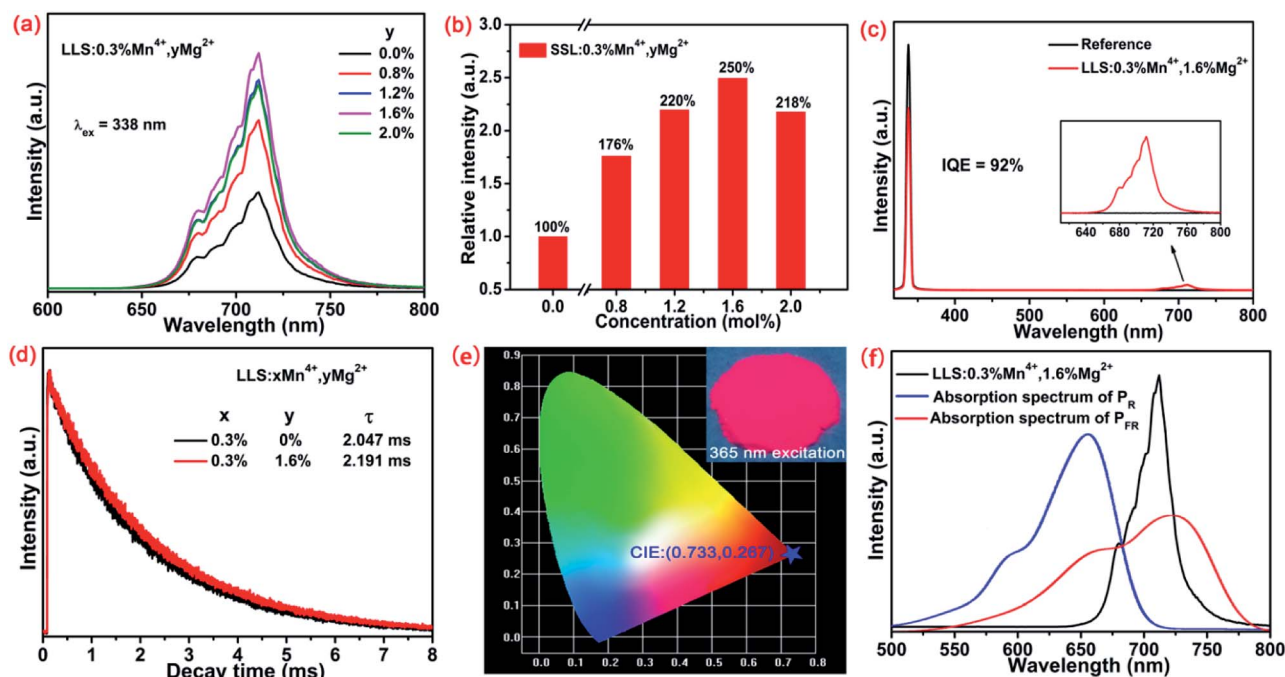 (a)
LLS:0.3%Mn⁴⁺,yMg²⁺
λex = 338 nm
y
0.0%
0.8%
1.2%
1.6%
2.0%
Intensity (a.u.)
600 650 700 750 800
Wavelength (nm)
(b)
SSL:0.3%Mn⁴⁺,yMg²⁺
Relative intensity (a.u.)
3.0
2.5
2.0
1.5
1.0
0.5
100%
176%
220%
250%
218%
0.0 0.8 1.2 1.6 2.0
Concentration (mol%)
(c)
Reference
LLS:0.3%Mn⁴⁺,1.6%Mg²⁺
IQE = 92%
640 680 720 760 800
Intensity (a.u.)
400 500 600 700 800
Wavelength (nm)
(d)
LLS:xMn⁴⁺,yMg²⁺
x y τ
0.3% 0% 2.047 ms
0.3% 1.6% 2.191 ms
Intensity (a.u.)
0 1 2 3 4 5 6 7 8
Decay time (ms)
(e)
0.9
0.8
0.7
0.6
0.5
0.4
0.3
0.2
0.1
0.0
365 nm excitation
CIE:(0.733,0.267)
0.0 0.1 0.2 0.3 0.4 0.5 0.6 0.7 0.8
(f)
LLS:0.3%Mn⁴⁺,1.6%Mg²⁺
Absorption spectrum of PR
Absorption spectrum of PFR
Intensity (a.u.)
500 600 700 800
Wavelength (nm)